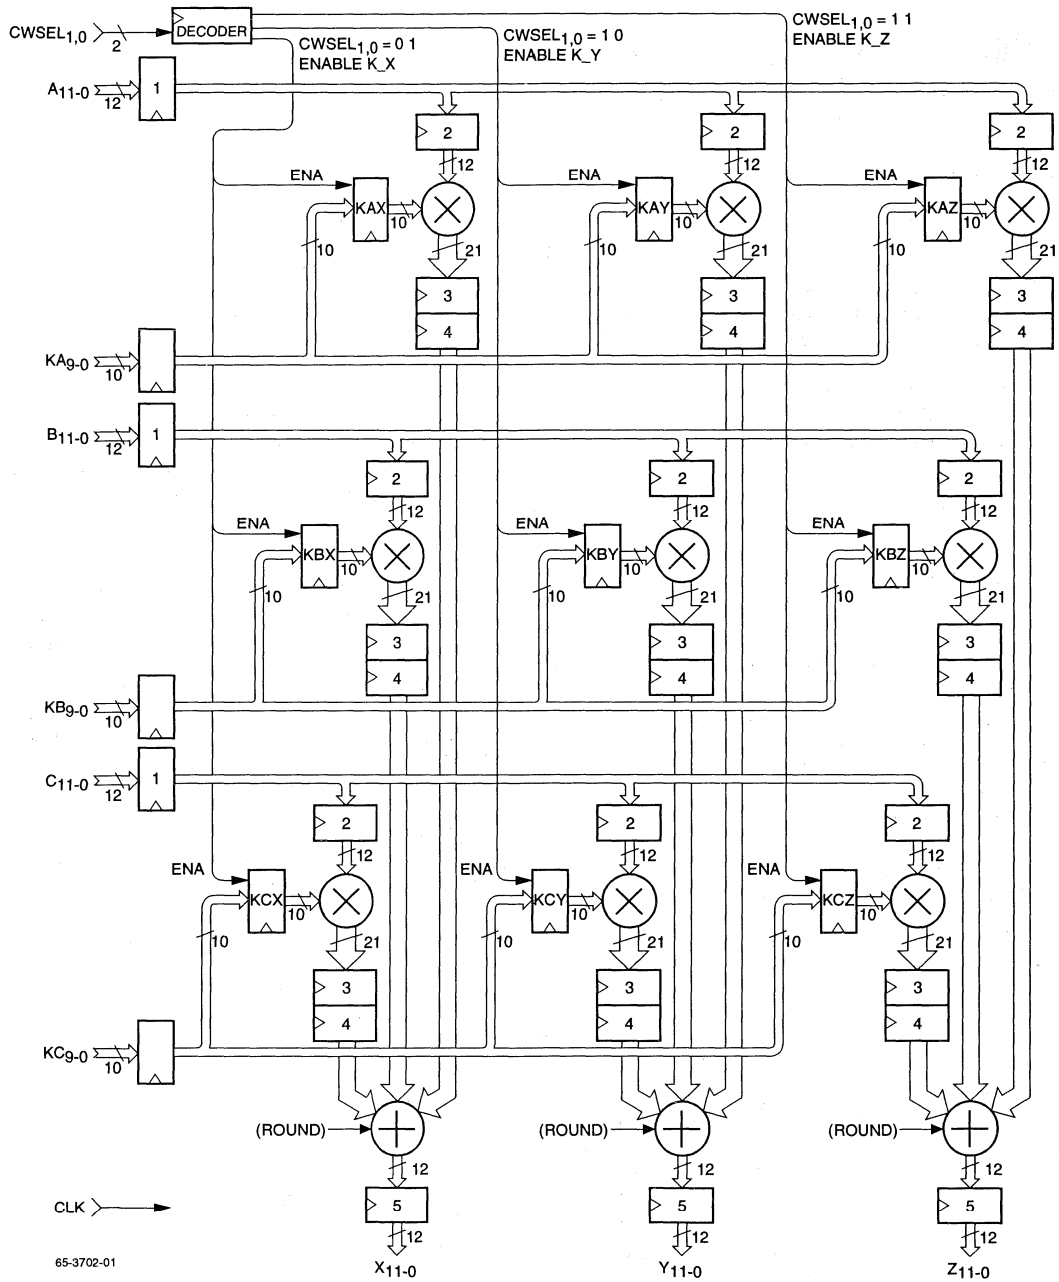 CWSEL1,0
2
DECODER
CWSEL1,0 = 0 1
ENABLE K_X
CWSEL1,0 = 1 0
ENABLE K_Y
CWSEL1,0 = 1 1
ENABLE K_Z
A11-0
12
1
2
2
2
12
12
12
ENA
ENA
ENA
KAX
10
KAY
10
KAZ
10
10
21
10
21
10
21
3
3
3
4
4
4
KA9-0
10
B11-0
12
1
2
2
2
12
12
12
ENA
ENA
ENA
KBX
10
KBY
10
KBZ
10
10
21
10
21
10
21
3
3
3
4
4
4
KB9-0
10
C11-0
12
1
2
2
2
12
12
12
ENA
ENA
ENA
KCX
10
KCY
10
KCZ
10
10
21
10
21
10
21
3
3
3
4
4
4
KC9-0
10
(ROUND)
(ROUND)
(ROUND)
12
12
12
CLK
5
5
5
12
12
12
65-3702-01
X11-0
Y11-0
Z11-0